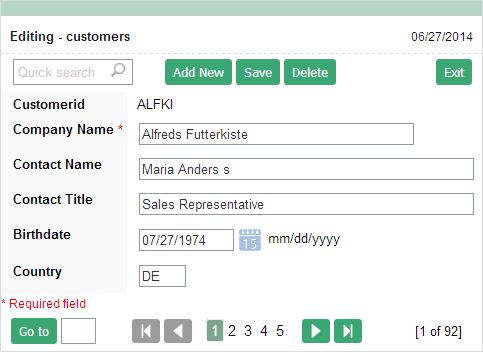 Editing - customers 06/27/2014
Quick search Add New Save Delete Exit
Customerid ALFKI
Company Name * Alfreds Futterkiste
Contact Name Maria Anders s
Contact Title Sales Representative
Birthdate 07/27/1974 15 mm/dd/yyyy
Country DE
* Required field
Go to 1 2 3 4 5 [1 of 92]